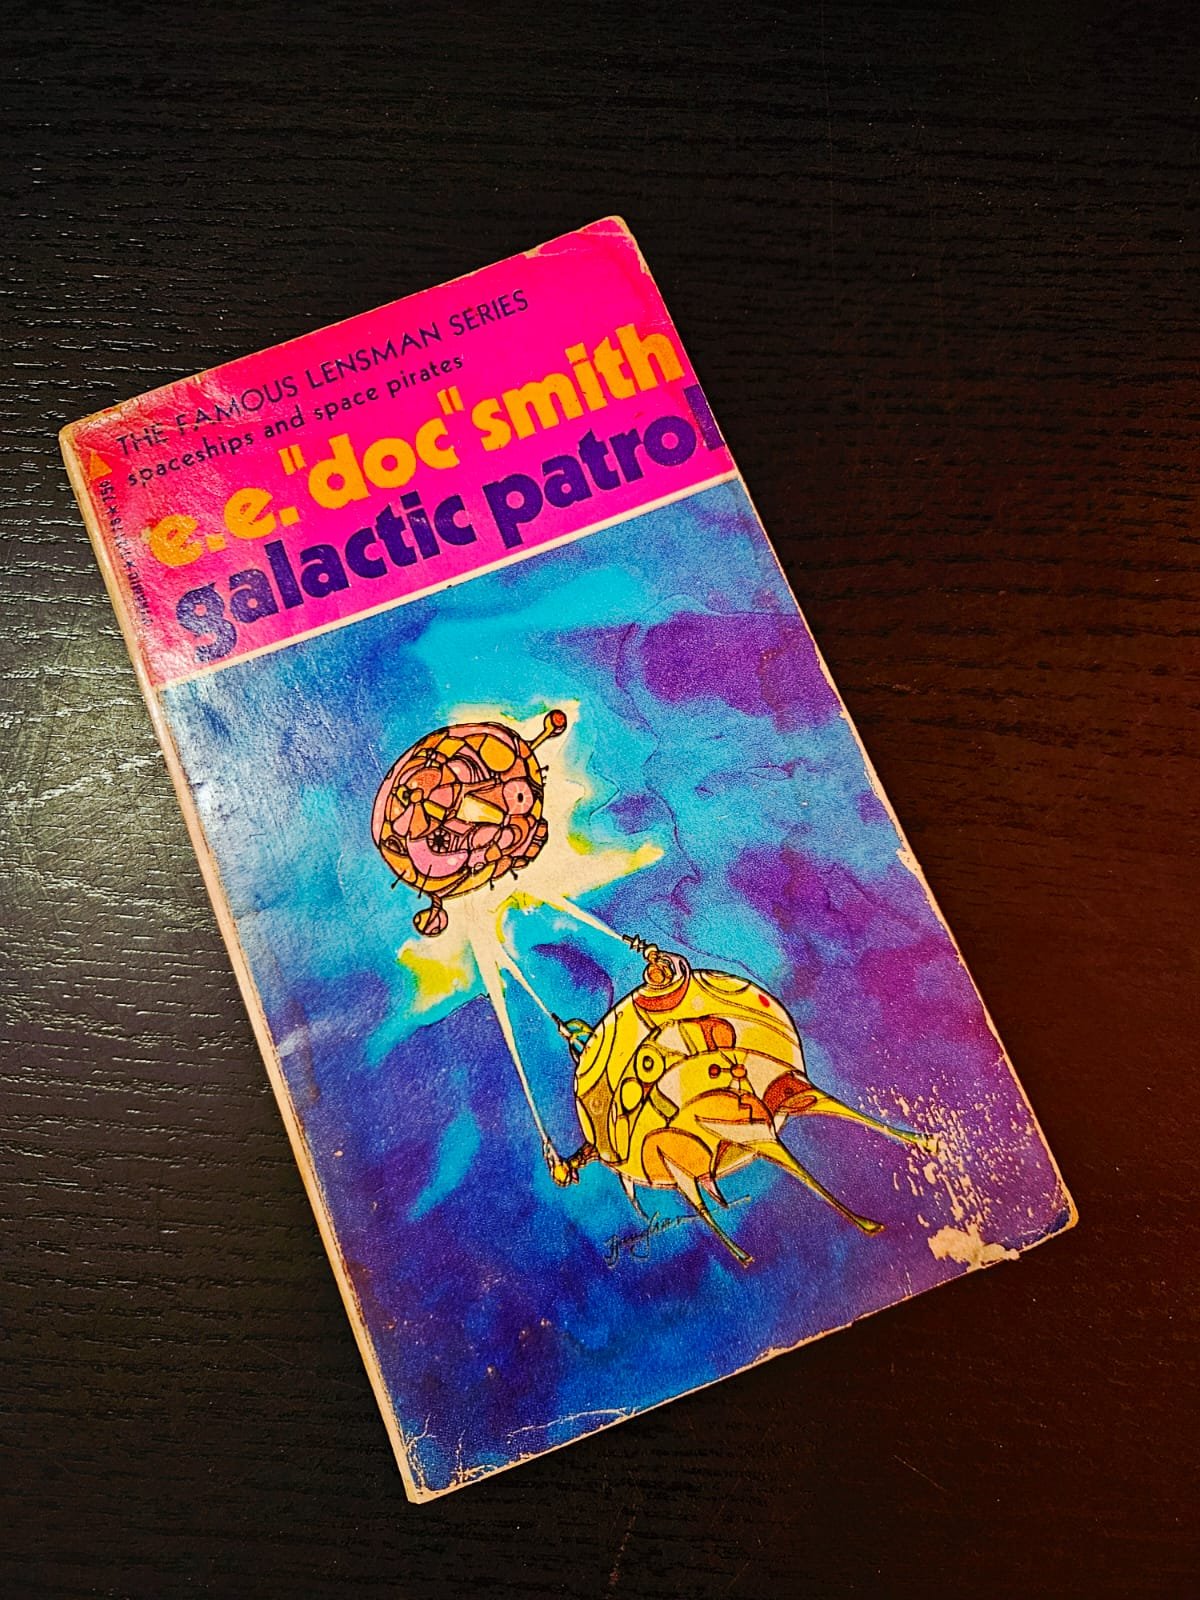 THE FAMOUS LENSMAN SERIES
spaceships and space pirates
e.e. "doc" smith
galactic patrol